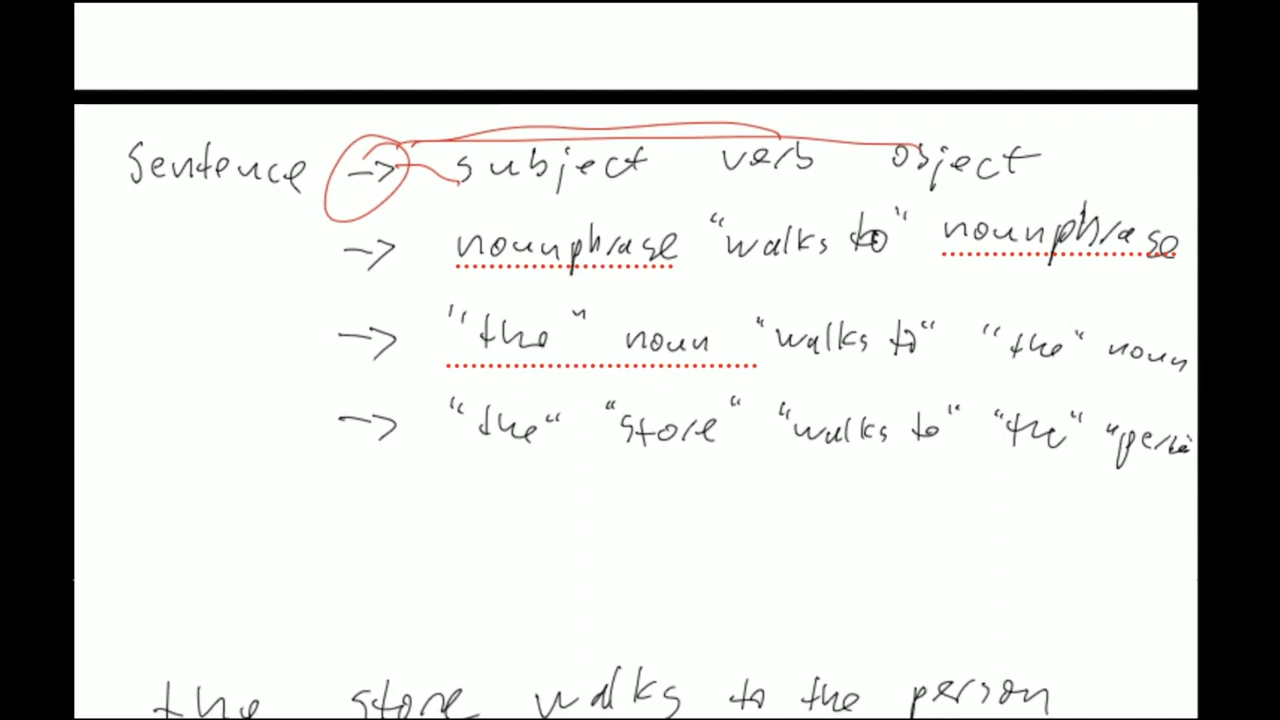 Sentence -> subject verb object
-> nounphrase "walks to" nounphrase
-> "the" noun "walks to" "the" noun
-> "the" "store" "walks to" "the"
the store walks to the person